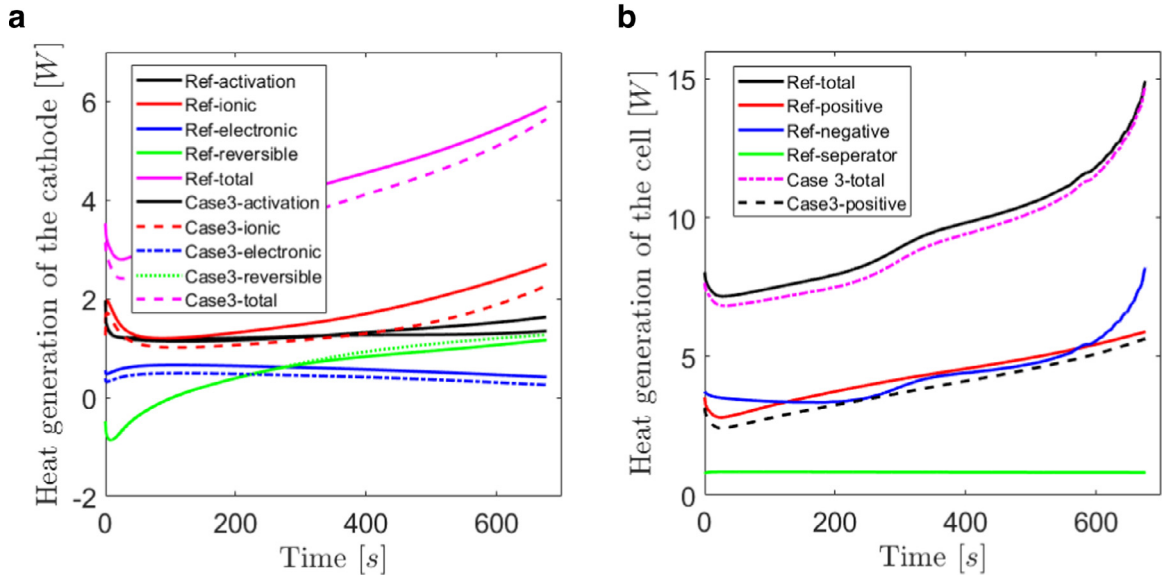 a
Heat generation of the cathode [W]
6
4
2
0
-2
Ref-activation
Ref-ionic
Ref-electronic
Ref-reversible
Ref-total
Case3-activation
Case3-ionic
Case3-electronic
Case3-reversible
Case3-total
0 200 400 600
Time [s]
b
Heat generation of the cell [W]
15
10
5
0
Ref-total
Ref-positive
Ref-negative
Ref-seperator
Case 3-total
Case3-positive
0 200 400 600
Time [s]